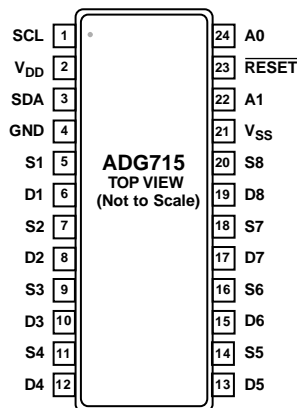 SCL 1 24 A0
VDD 2 23 RESET
SDA 3 22 A1
GND 4 21 VSS
S1 5 20 S8
ADG715
TOP VIEW
(Not to Scale)
D1 6 19 D8
S2 7 18 S7
D2 8 17 D7
S3 9 16 S6
D3 10 15 D6
S4 11 14 S5
D4 12 13 D5